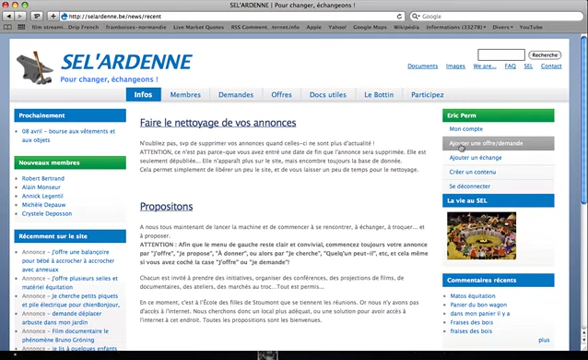 SEL'ARDENNE | Pour changer, échangeons !
http://selardenne.be/news/recent
Google
film stream...
Drip French
framboises-normandie
Live Market Quotes
RSS Comment...ternet.info
Apple
Yahoo!
Google Maps
YouTube
Wikipédia
Informations (33278)
Divers
SEL'ARDENNE
Pour changer, échangeons !
Recherche
Documents Images We are... FAQ SEL Contact
Infos Membres Demandes Offres Docs utiles Le Bottin Participez
Prochainement
08 avril – bourse aux vêtements et
aux objets
Nouveaux membres
Robert Bertrand
Alain Monseur
Annick Legentil
Michèle Depauw
Crystele Deposson
Récemment sur le site
Annonce – j'offre une balançoire
pour bébé à accrocher à accrocher
avec anneaux
Annonce – j'offre plusieurs selles et
matériel équitation
Annonce – Je cherche petits piquets
et pile électrique pour chien&onjour,
Annonce – demande déplacer
arbuste dans mon jardin
Annonce – Film documentaire le
phénomène Bruno Gröning
Annonce – je lis à quelques enfants
Faire le nettoyage de vos annonces
N'oubliez pas, svp de supprimer vos annonces quand celles-ci ne sont plus d'actualité !
ATTENTION, ce n'est pas parce-que vous avez entré une date de fin que l'annonce sera supprimée. Elle est
seulement dépubliée... Elle n'apparaît plus sur le site, mais encombre toujours la base de donnée.
Cela permet simplement de libérer un peu le site, et de vous laisser un peu de temps pour le nettoyage.
Propositons
A nous tous maintenant de lancer la machine et de commencer à se rencontrer, à échanger, à troquer... et
à proposer.
ATTENTION : Afin que le menu de gauche reste clair et convivial, commencez toujours votre annonce
par "J'offre", "Je propose", "À donner", ou alors par "Je cherche", "Quelqu'un peut-il", etc, et cela même
si vous avez coché la case "J'offre" ou "Je demande"!
Chacun est invité à prendre des initiatives, organiser des conférences, des projections de films, de
documentaires, des ateliers, des marchés au troc...Tout est permis...
En ce moment, c'est à l'École des filles de Stoumont que se tiennent les réunions. Or nous n'y avons pas
d'accès à internet. Nous cherchons donc un local plus adapté, ou une solution pour avoir accès à
l'internet à cet endroit. Toutes les propositions sont les bienvenues.
Eric Perm
Mon compte
Ajouter une offre/demande
Ajouter un échange
Créer un contenu
Se déconnecter
La vie au SEL
Commentaires récents
Matos équitation
Panier du bon wagon
dans mon panier il y a
Fraises des bois
fraises des bois
plus